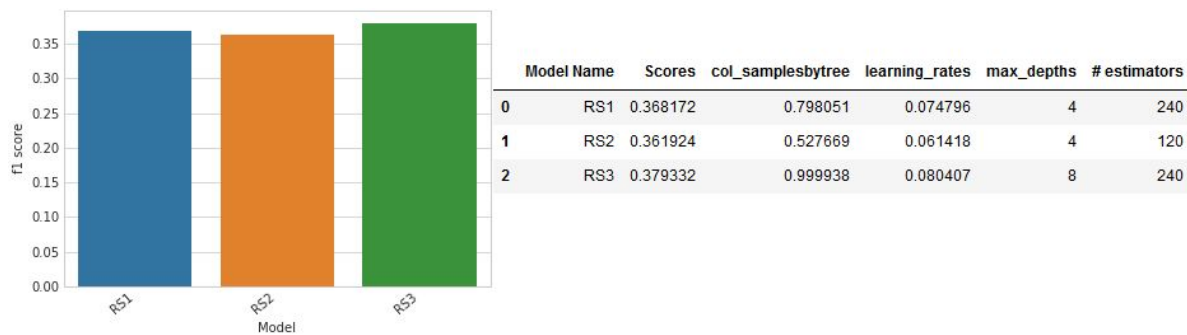 0.35
0.30
0.25
0.20
0.15
0.10
0.05
0.00
f1 score
RS1
RS2
RS3
Model
Model Name Scores col_samplesbytree learning_rates max_depths # estimators
0 RS1 0.368172 0.798051 0.074796 4 240
1 RS2 0.361924 0.527669 0.061418 4 120
2 RS3 0.379332 0.999938 0.080407 8 240